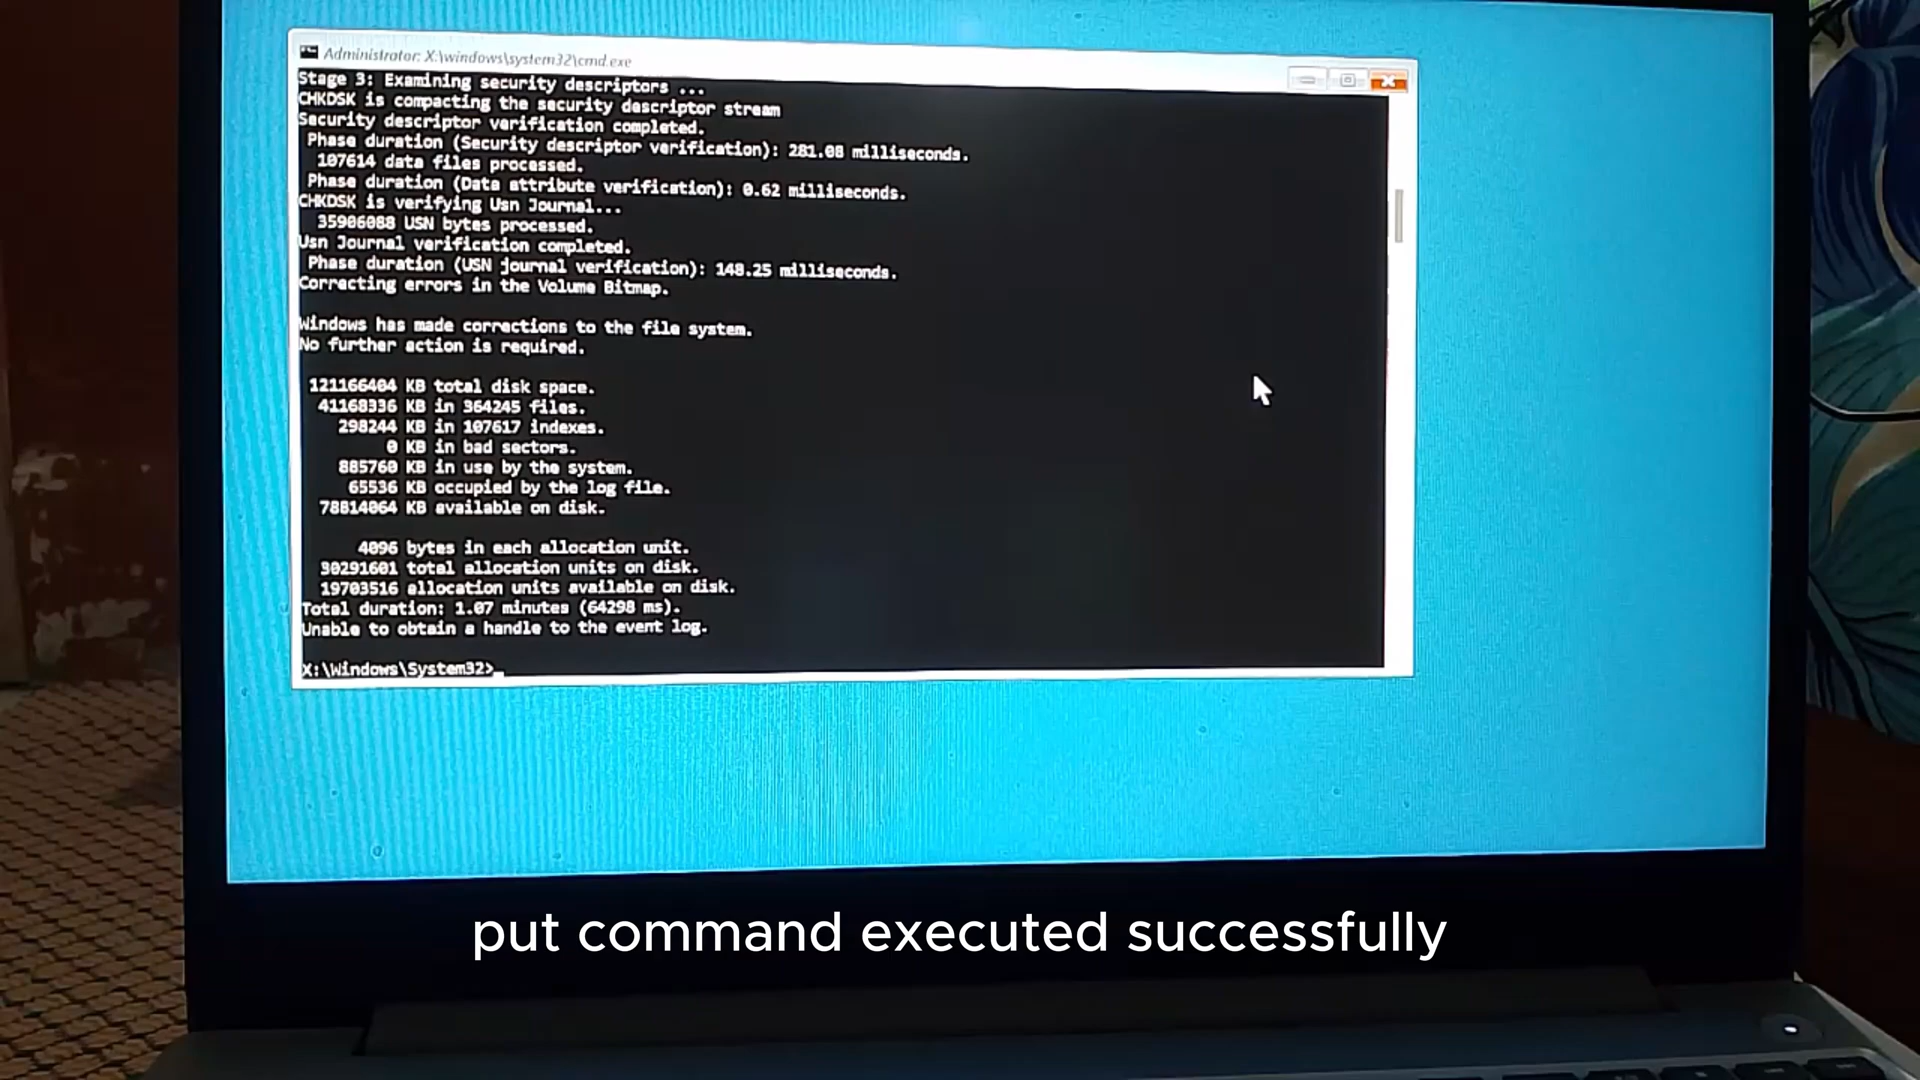 Administrator: X:\windows\system32\cmd.exe
Stage 3: Examining security descriptors ...
CHKDSK is compacting the security descriptor stream
Security descriptor verification completed.
Phase duration (Security descriptor verification): 281.08 milliseconds.
107614 data files processed.
Phase duration (Data attribute verification): 0.62 milliseconds.
CHKDSK is verifying Usn Journal...
35906088 USN bytes processed.
Usn Journal verification completed.
Phase duration (USN journal verification): 148.25 milliseconds.
Correcting errors in the Volume Bitmap.
Windows has made corrections to the file system.
No further action is required.
121166404 KB total disk space.
41168336 KB in 364245 files.
298244 KB in 107617 indexes.
0 KB in bad sectors.
885760 KB in use by the system.
65536 KB occupied by the log file.
78814064 KB available on disk.
4096 bytes in each allocation unit.
30291601 total allocation units on disk.
19703516 allocation units available on disk.
Total duration: 1.07 minutes (64298 ms).
Unable to obtain a handle to the event log.
X:\Windows\System32>_
put command executed successfully